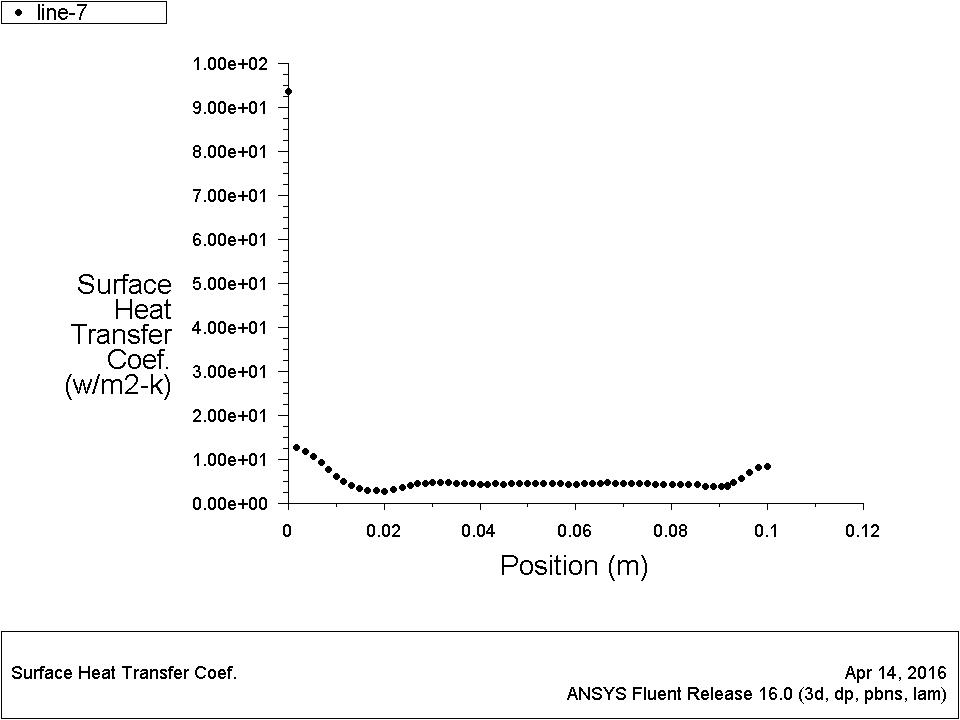 line-7
1.00e+02
9.00e+01
8.00e+01
7.00e+01
6.00e+01
5.00e+01
4.00e+01
3.00e+01
2.00e+01
1.00e+01
0.00e+00
Surface
Heat
Transfer
Coef.
(w/m2-k)
0 0.02 0.04 0.06 0.08 0.1 0.12
Position (m)
Surface Heat Transfer Coef.
Apr 14, 2016
ANSYS Fluent Release 16.0 (3d, dp, pbns, lam)